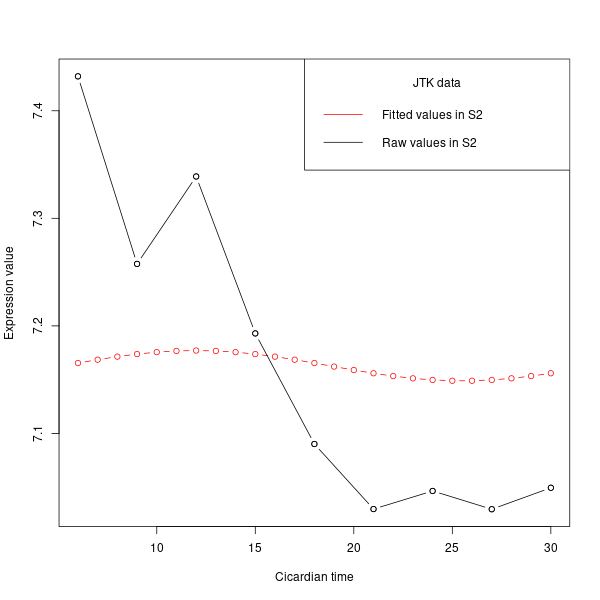 JTK data
Fitted values in S2
Raw values in S2
Expression value
7.4
7.3
7.2
7.1
10 15 20 25 30
Cicardian time